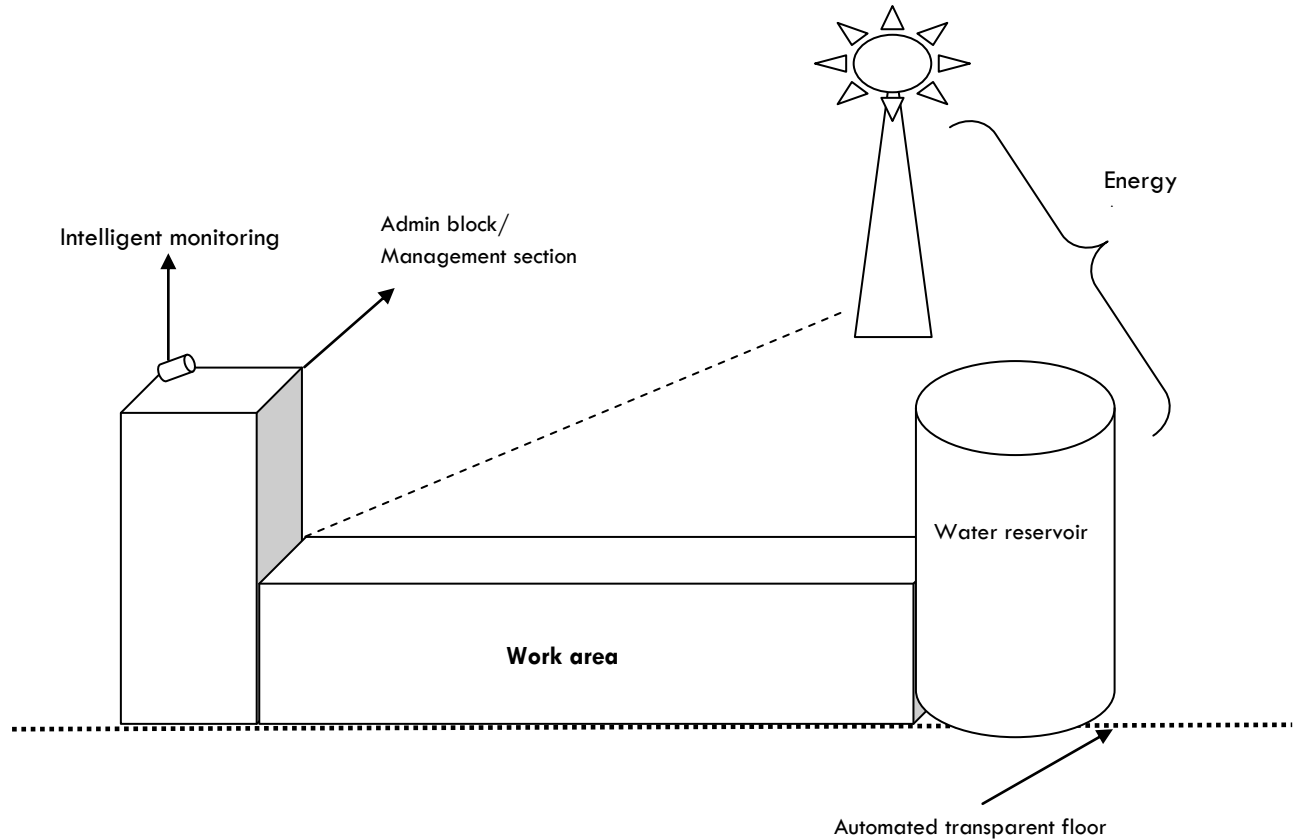 Energy
Intelligent monitoring
Admin block/
Management section
Water reservoir
Work area
Automated transparent floor